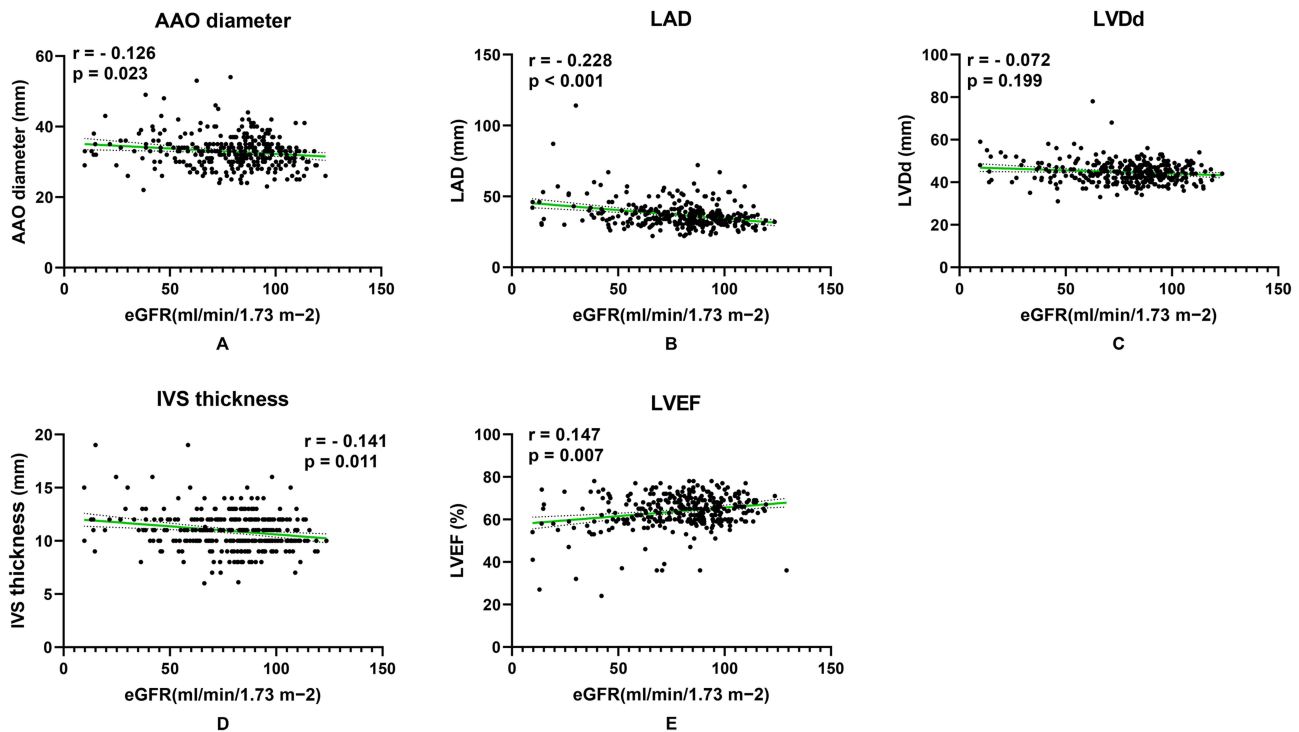 AAO diameter
r = - 0.126
p = 0.023
60
40
20
0
AAO diameter (mm)
0
50
100
150
eGFR(ml/min/1.73 m−2)
A
LAD
r = - 0.228
p < 0.001
150
100
50
0
LAD (mm)
0
50
100
150
eGFR(ml/min/1.73 m−2)
B
LVDd
r = - 0.072
p = 0.199
100
80
60
40
20
0
LVDd (mm)
0
50
100
150
eGFR(ml/min/1.73 m−2)
C
IVS thickness
r = - 0.141
p = 0.011
20
15
10
5
0
IVS thickness (mm)
0
50
100
150
eGFR(ml/min/1.73 m−2)
D
LVEF
r = 0.147
p = 0.007
100
80
60
40
20
0
LVEF (%)
0
50
100
150
eGFR(ml/min/1.73 m−2)
E